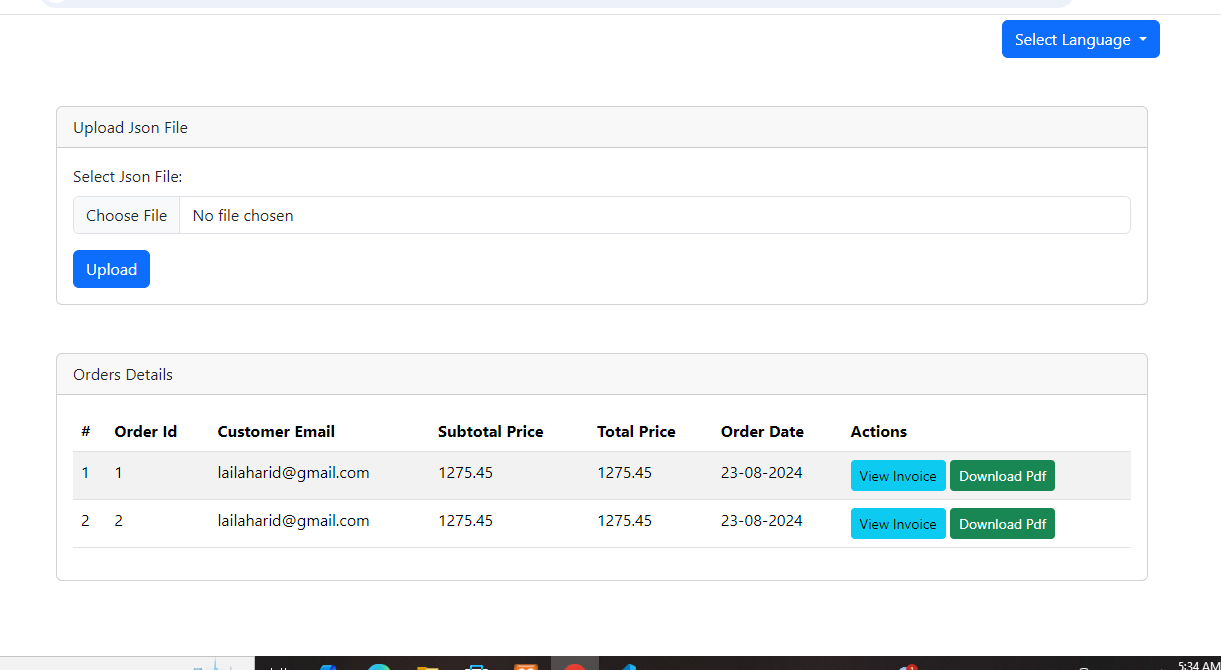 Select Language
Upload Json File
Select Json File:
Choose File No file chosen
Upload
Orders Details
# Order Id Customer Email Subtotal Price Total Price Order Date Actions
1 1 lailaharid@gmail.com 1275.45 1275.45 23-08-2024 View Invoice Download Pdf
2 2 lailaharid@gmail.com 1275.45 1275.45 23-08-2024 View Invoice Download Pdf
5:34 AM